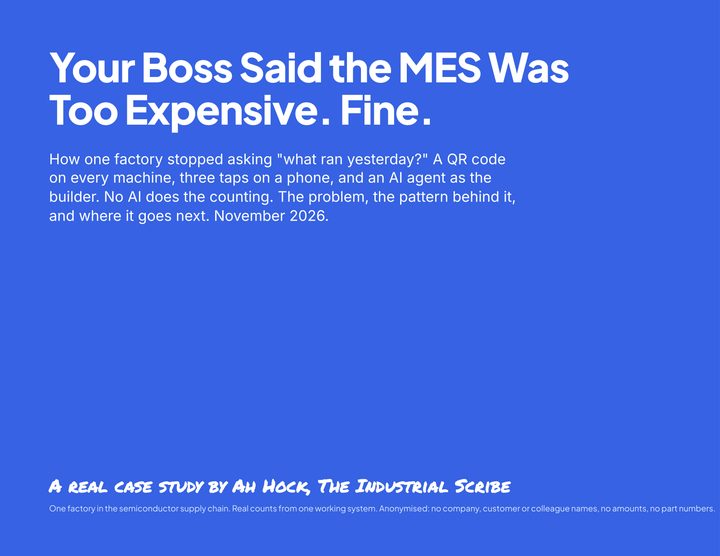 Your Boss Said the MES Was
Too Expensive. Fine.
How one factory stopped asking "what ran yesterday?" A QR code
on every machine, three taps on a phone, and an AI agent as the
builder. No AI does the counting. The problem, the pattern behind it,
and where it goes next. November 2026.
A real case study by Ah Hock, The Industrial Scribe
One factory in the semiconductor supply chain. Real counts from one working system. Anonymised: no company, customer or colleague names, no amounts, no part numbers.